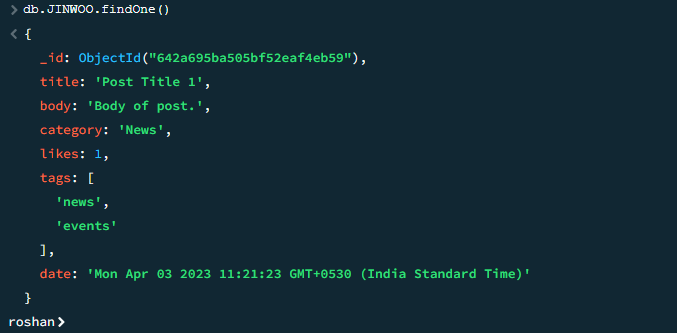 > db.JINWOO.findOne()
< {
_id: ObjectId("642a695ba505bf52eaf4eb59"),
title: 'Post Title 1',
body: 'Body of post.',
category: 'News',
likes: 1,
tags: [
'news',
'events'
],
date: 'Mon Apr 03 2023 11:21:23 GMT+0530 (India Standard Time)'
}
roshan>